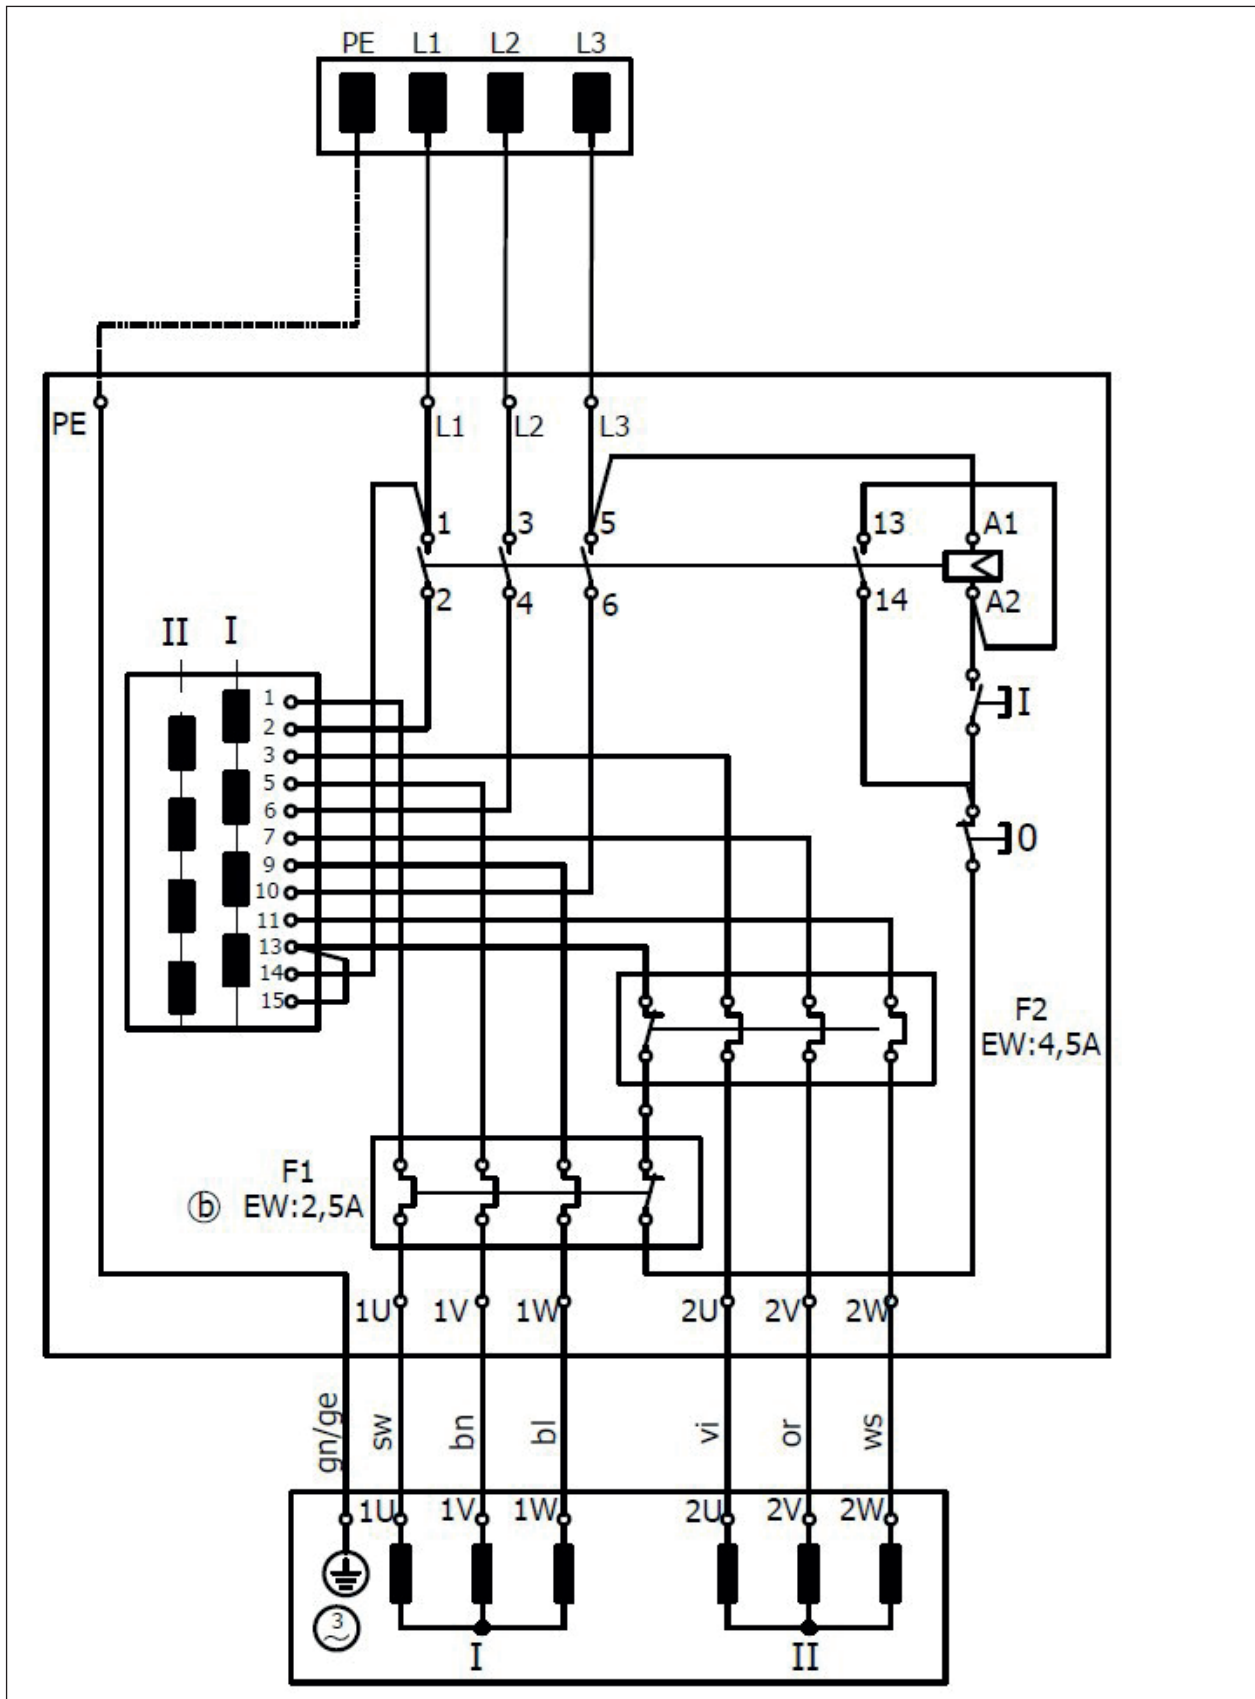 PE L1 L2 L3
PE L1 L2 L3
1 3 5 13 A1
2 4 6 14 A2
II I
1
2
3
5
6
7
9
10
11
13
14
15
I
0
F2
EW:4,5A
F1
ⓑ EW:2,5A
1U 1V 1W 2U 2V 2W
gn/ge sw bn bl vi or ws
1U 1V 1W 2U 2V 2W
3
~
I II